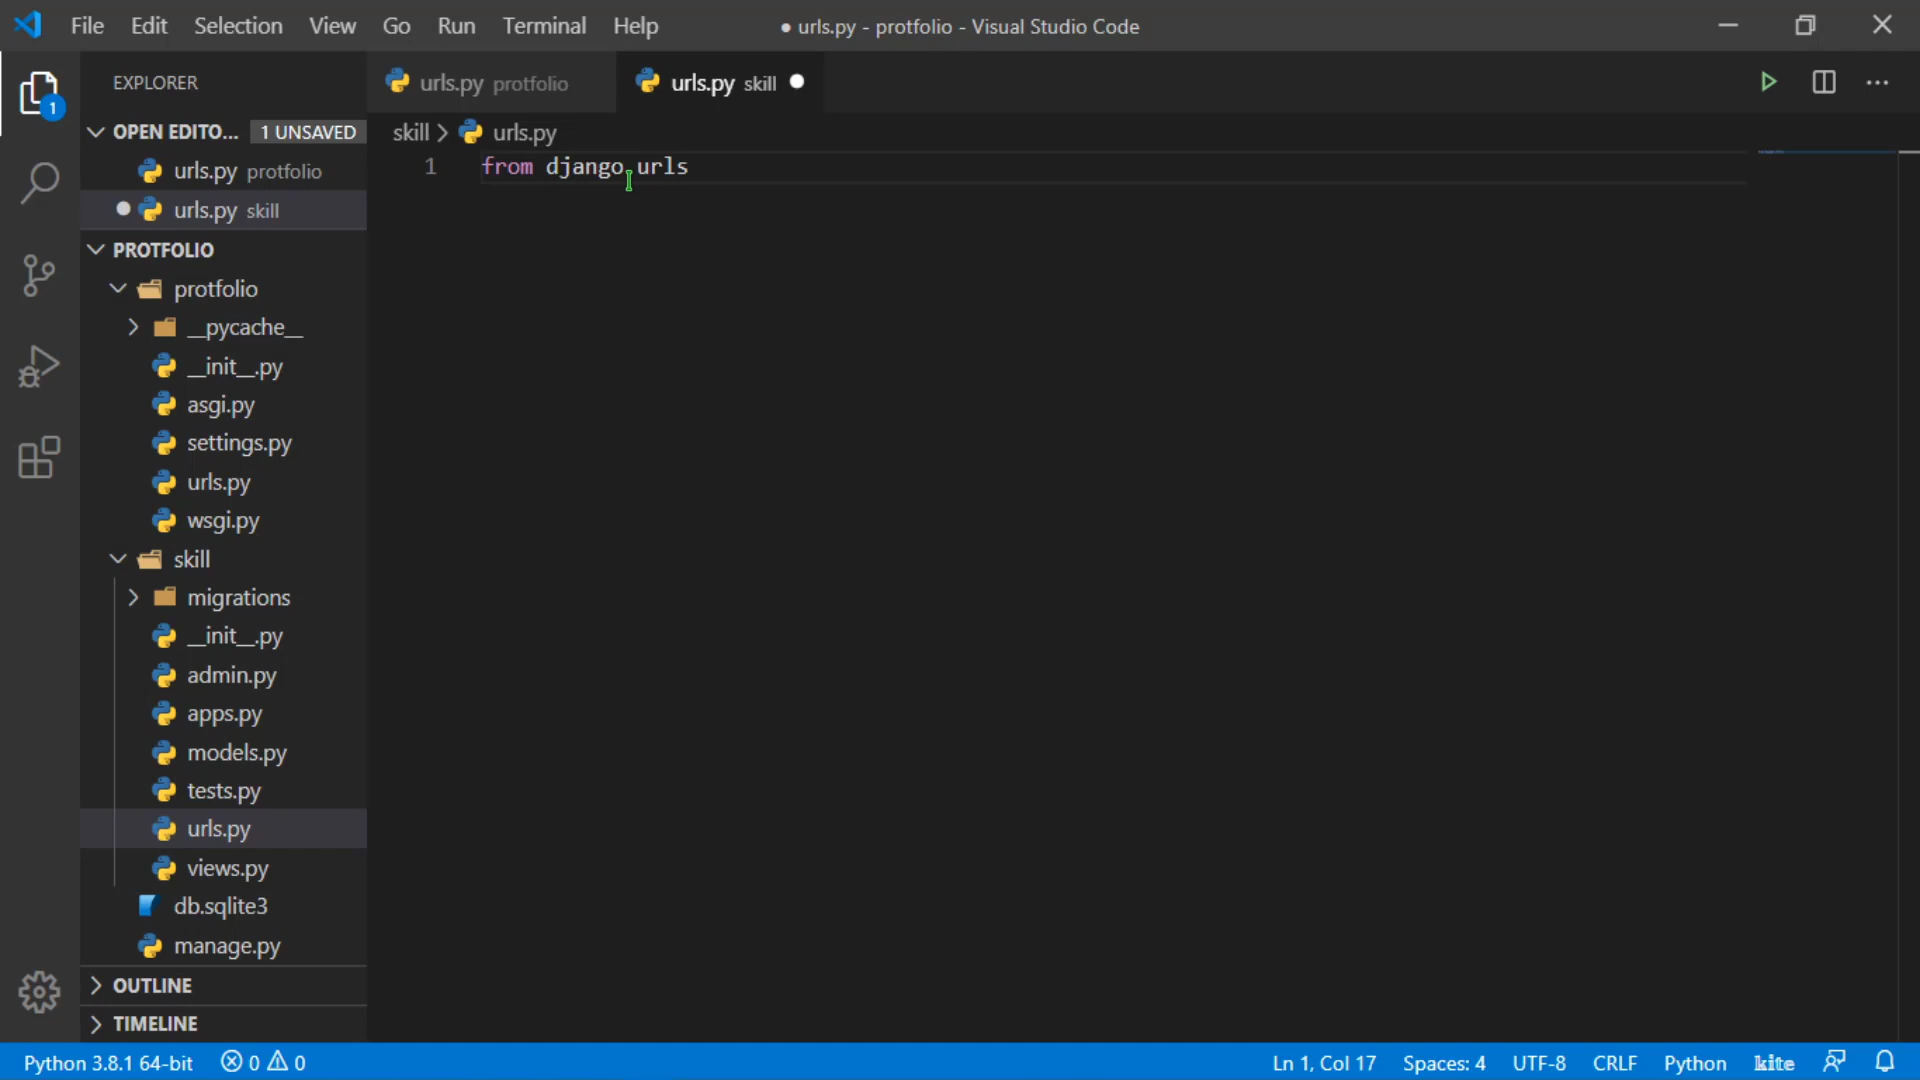 File Edit Selection View Go Run Terminal Help ● urls.py - protfolio - Visual Studio Code
EXPLORER
urls.py protfolio
urls.py skill
1
OPEN EDITO... 1 UNSAVED
urls.py protfolio
urls.py skill
PROTFOLIO
protfolio
__pycache__
__init__.py
asgi.py
settings.py
urls.py
wsgi.py
skill
migrations
__init__.py
admin.py
apps.py
models.py
tests.py
urls.py
views.py
db.sqlite3
manage.py
OUTLINE
TIMELINE
skill > urls.py
1 from django.urls
Python 3.8.1 64-bit 0 0 Ln 1, Col 17 Spaces: 4 UTF-8 CRLF Python kite